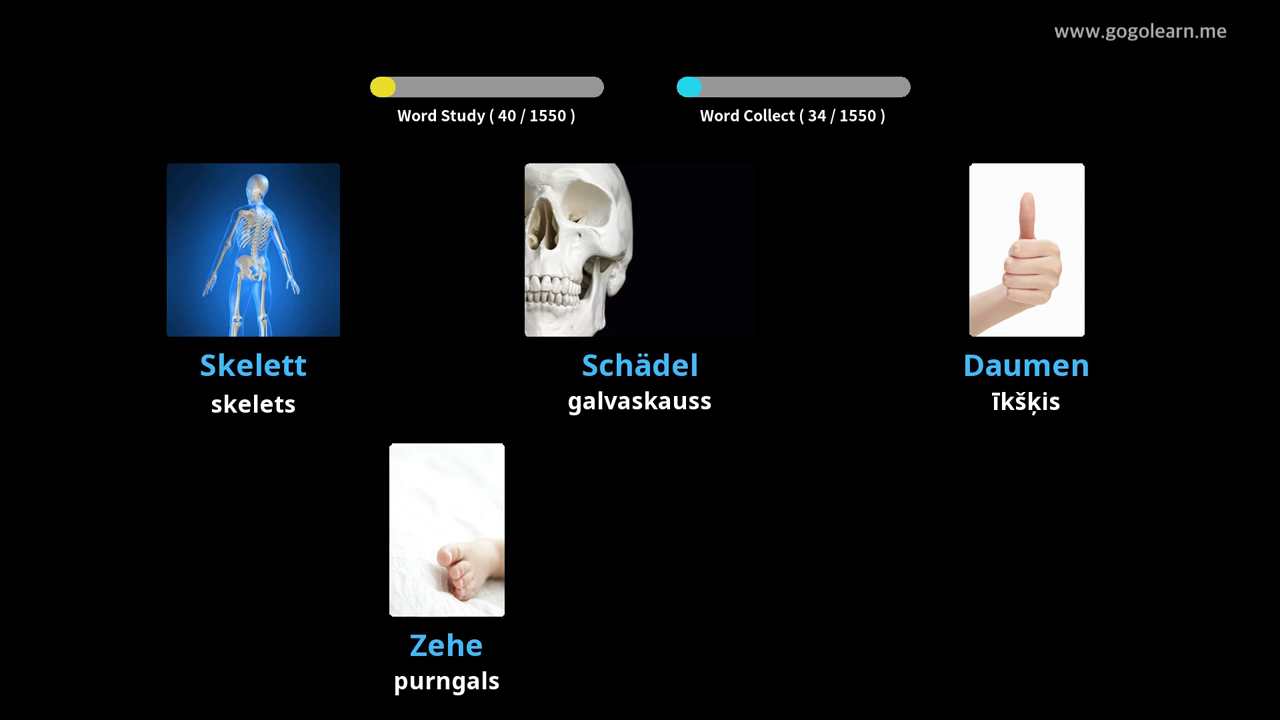 www.gogolearn.me
Word Study ( 40 / 1550 )
Word Collect ( 34 / 1550 )
Skelett
skelets
Schädel
galvaskauss
Daumen
īkšķis
Zehe
purngals